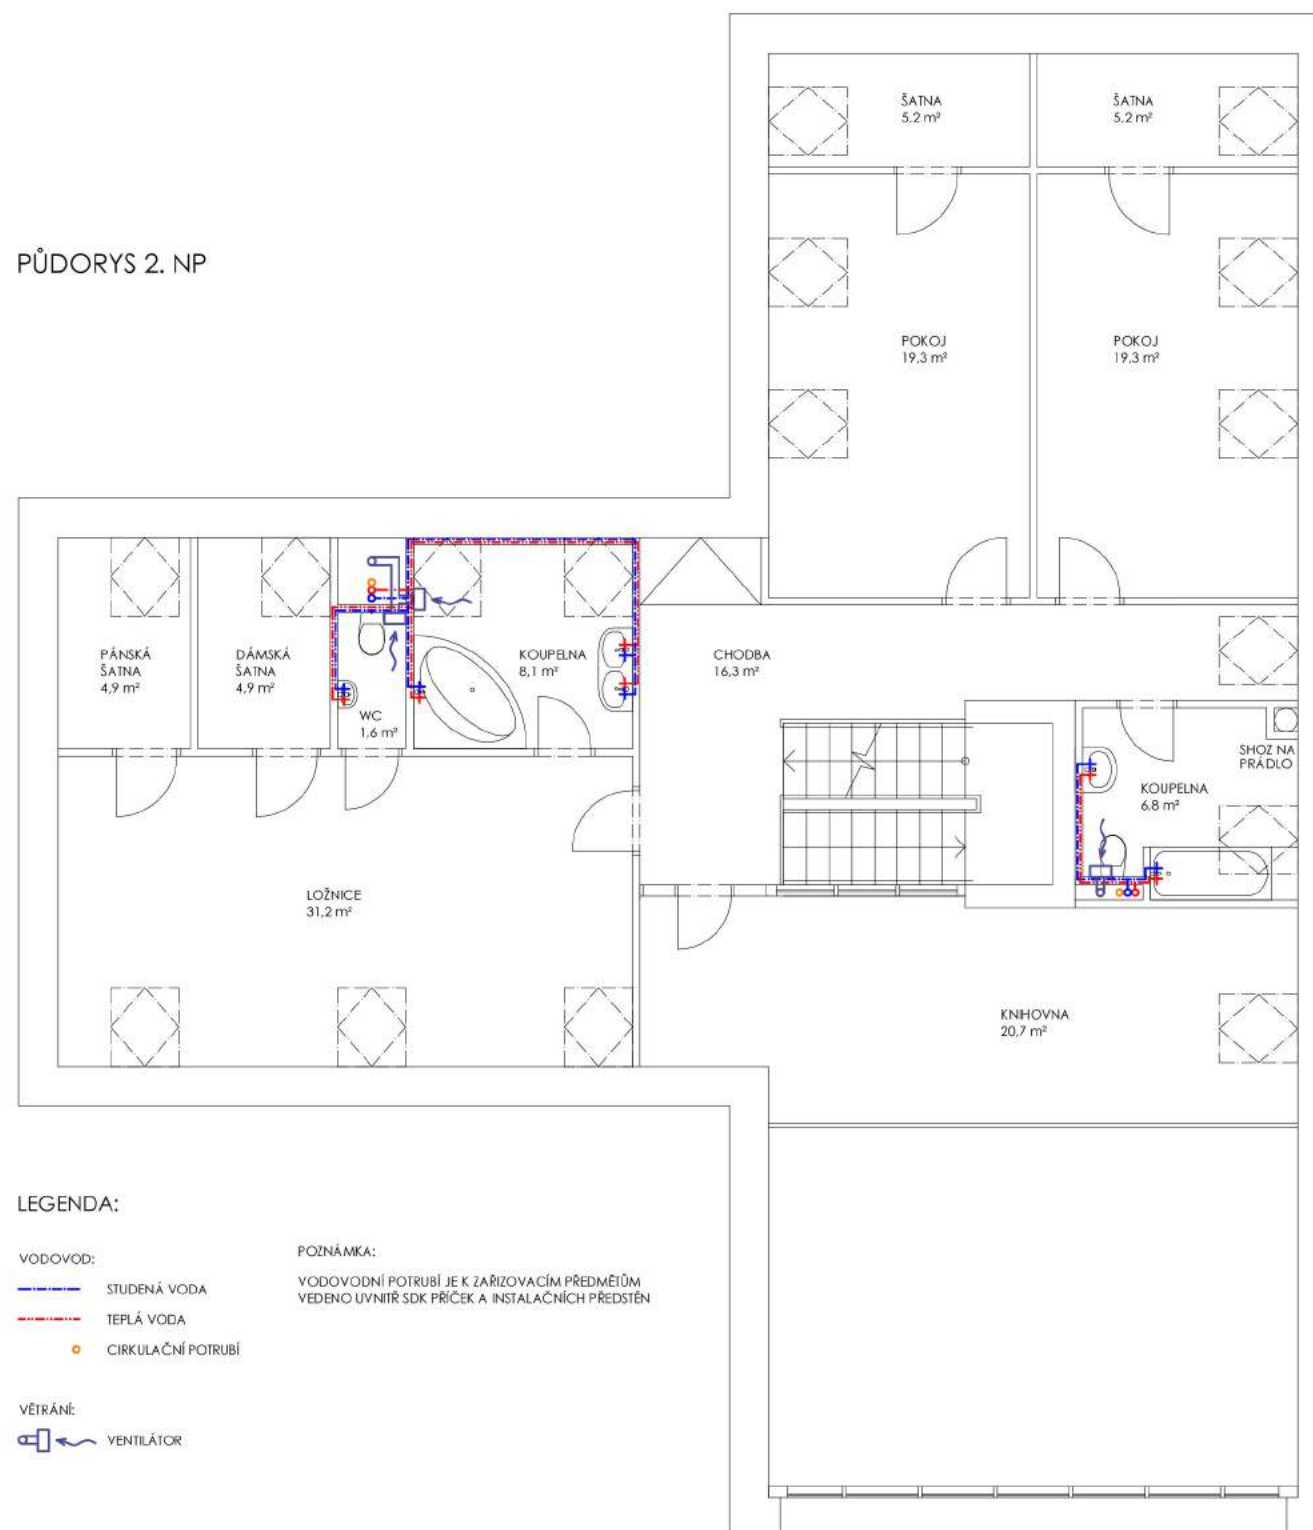 ŠATNA
5,2 m²
ŠATNA
5,2 m²
PŮDORYS 2. NP
POKOJ
19,3 m²
POKOJ
19,3 m²
PÁNSKÁ
ŠATNA
4,9 m²
DÁMSKÁ
ŠATNA
4,9 m²
WC
1,6 m²
KOUPELNA
8,1 m²
CHODBA
16,3 m²
SHOZ NA
PRÁDLO
KOUPELNA
6,8 m²
LOŽNICE
31,2 m²
KNIHOVNA
20,7 m²
LEGENDA:
VODOVOD:
STUDENÁ VODA
TEPLÁ VODA
CIRKULAČNÍ POTRUBÍ
VĚTRÁNÍ:
VENTILÁTOR
POZNÁMKA:
VODOVODNÍ POTRUBÍ JE K ZAŘIZOVACÍM PŘEDMĚTŮM
VEDENO UVNITŘ SDK PŘÍČEK A INSTALAČNÍCH PŘEDSTĚN